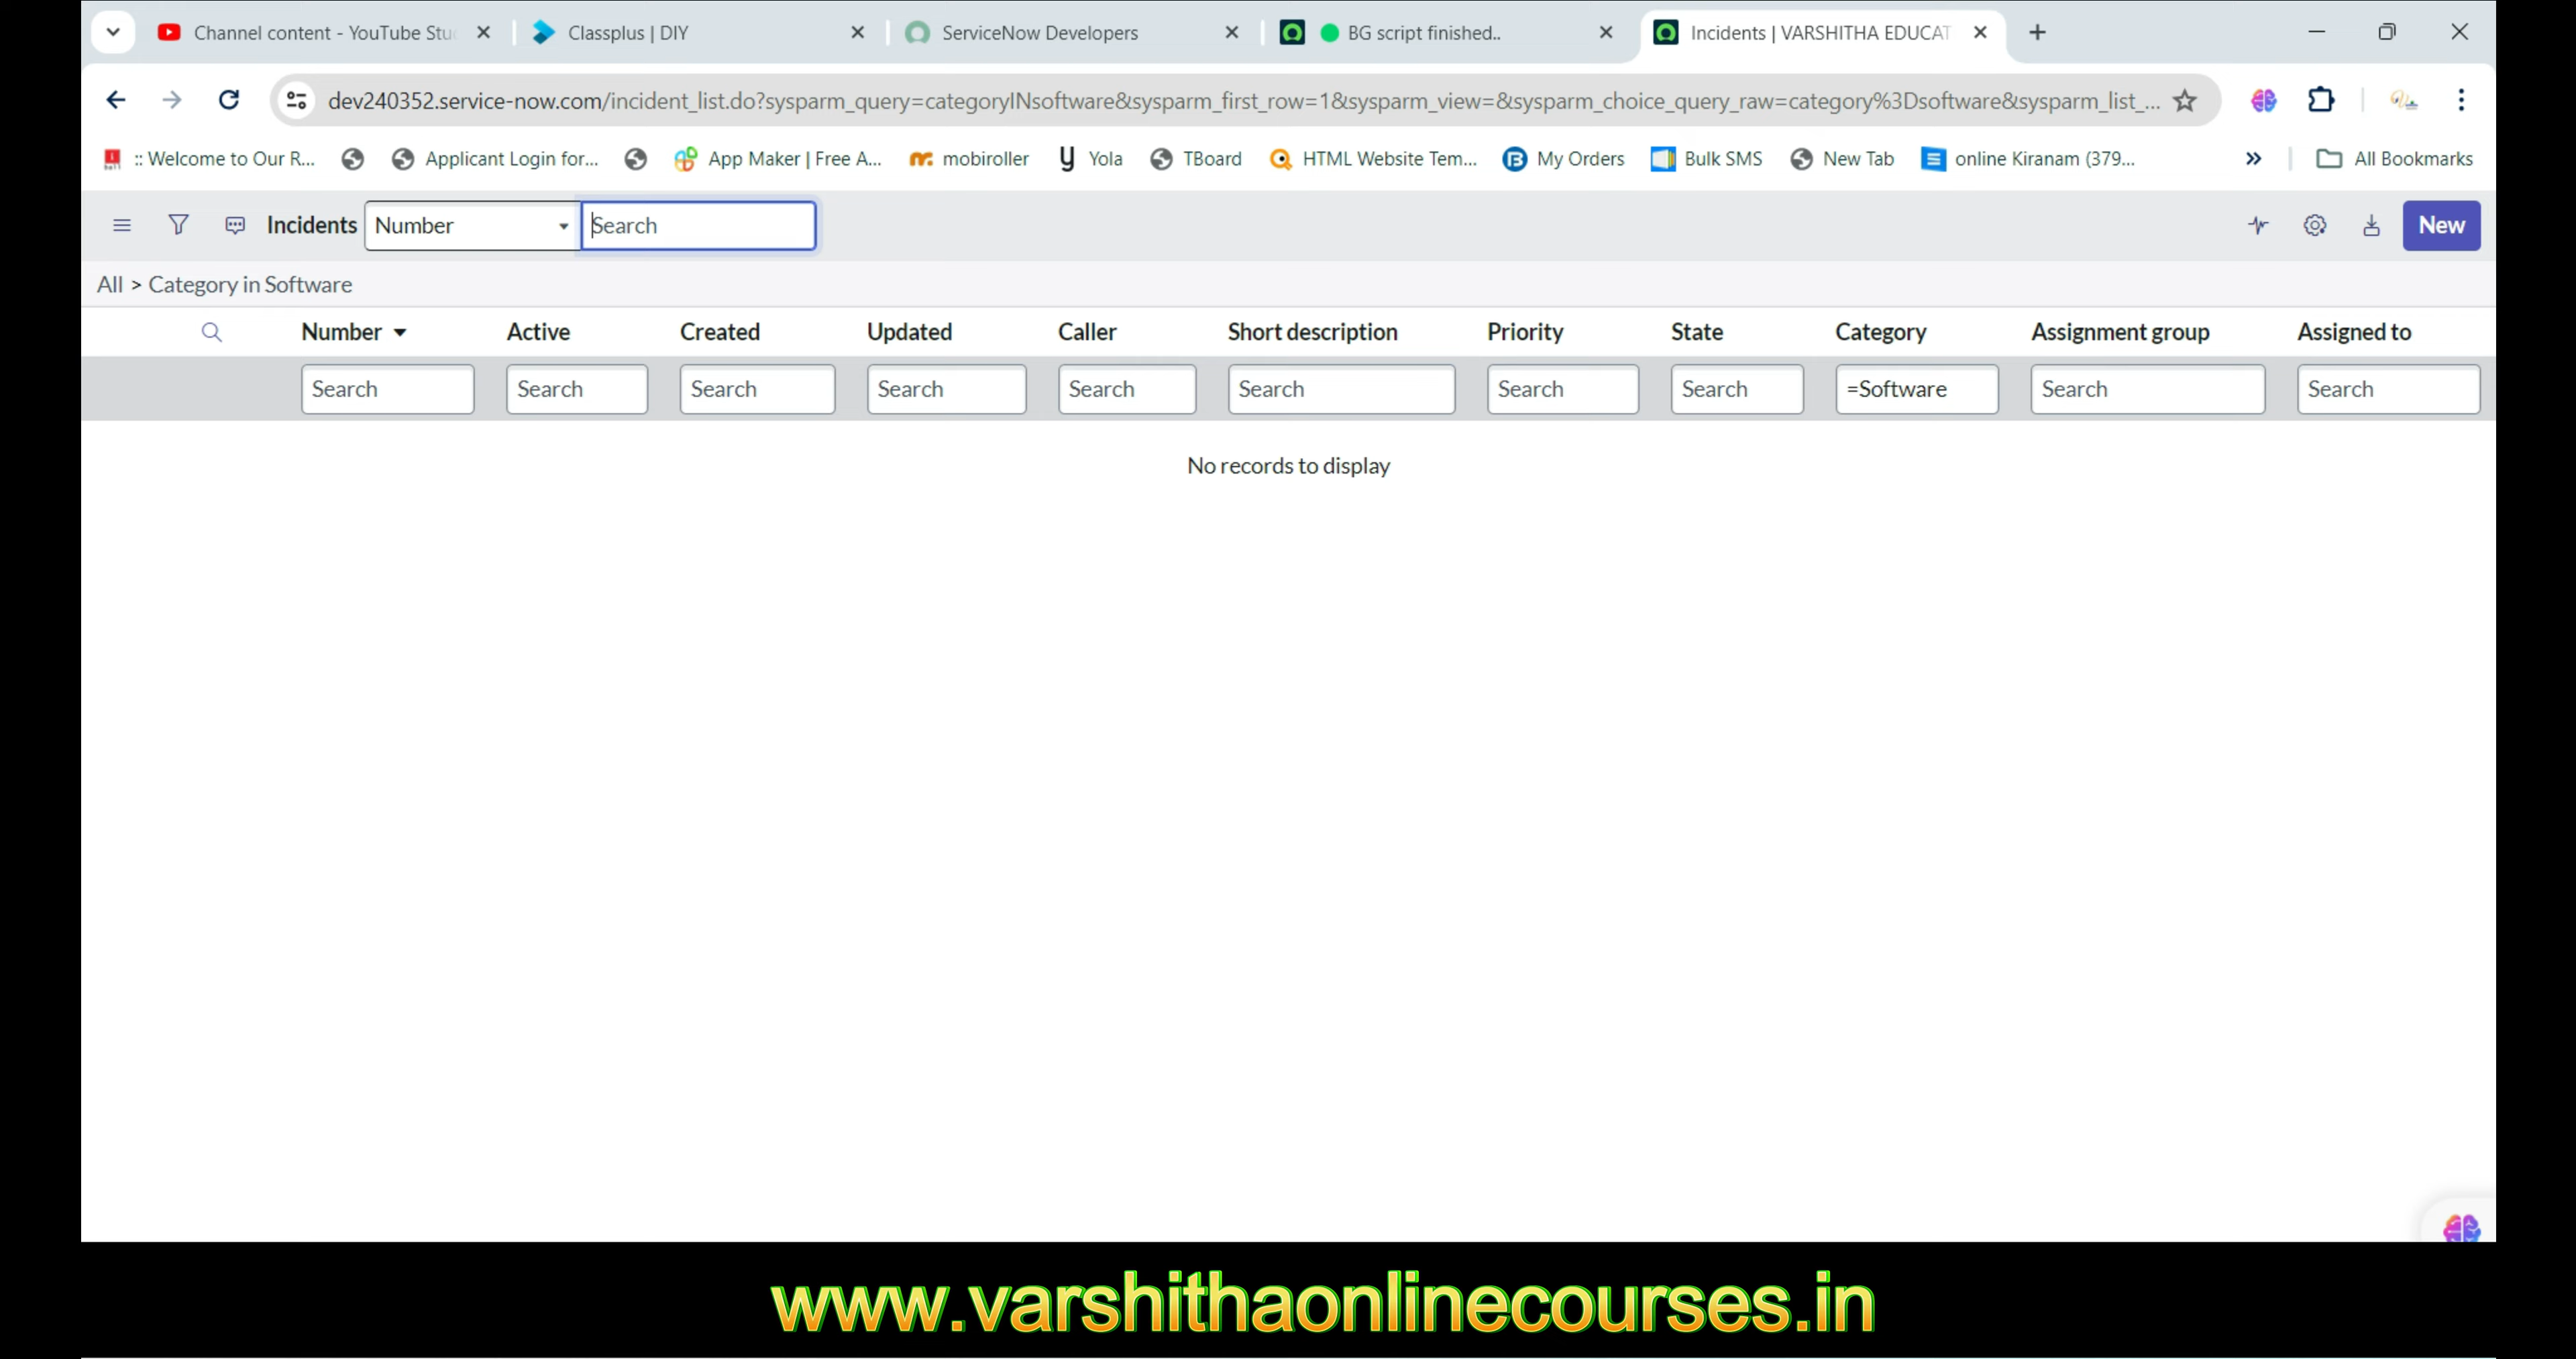 Channel content - YouTube Stu
Classplus | DIY
ServiceNow Developers
BG script finished..
Incidents | VARSHITHA EDUCAT
dev240352.service-now.com/incident_list.do?sysparm_query=categoryINsoftware&sysparm_first_row=1&sysparm_view=&sysparm_choice_query_raw=category%3Dsoftware&sysparm_list_...
:: Welcome to Our R...
Applicant Login for...
App Maker | Free A...
mobiroller
Yola
TBoard
HTML Website Tem...
My Orders
Bulk SMS
New Tab
online Kiranam (379...
All Bookmarks
Incidents
Number
Search
New
All > Category in Software
Number Active Created Updated Caller Short description Priority State Category Assignment group Assigned to
Search Search Search Search Search Search Search Search =Software Search Search
No records to display
www.varshithaonlinecourses.in